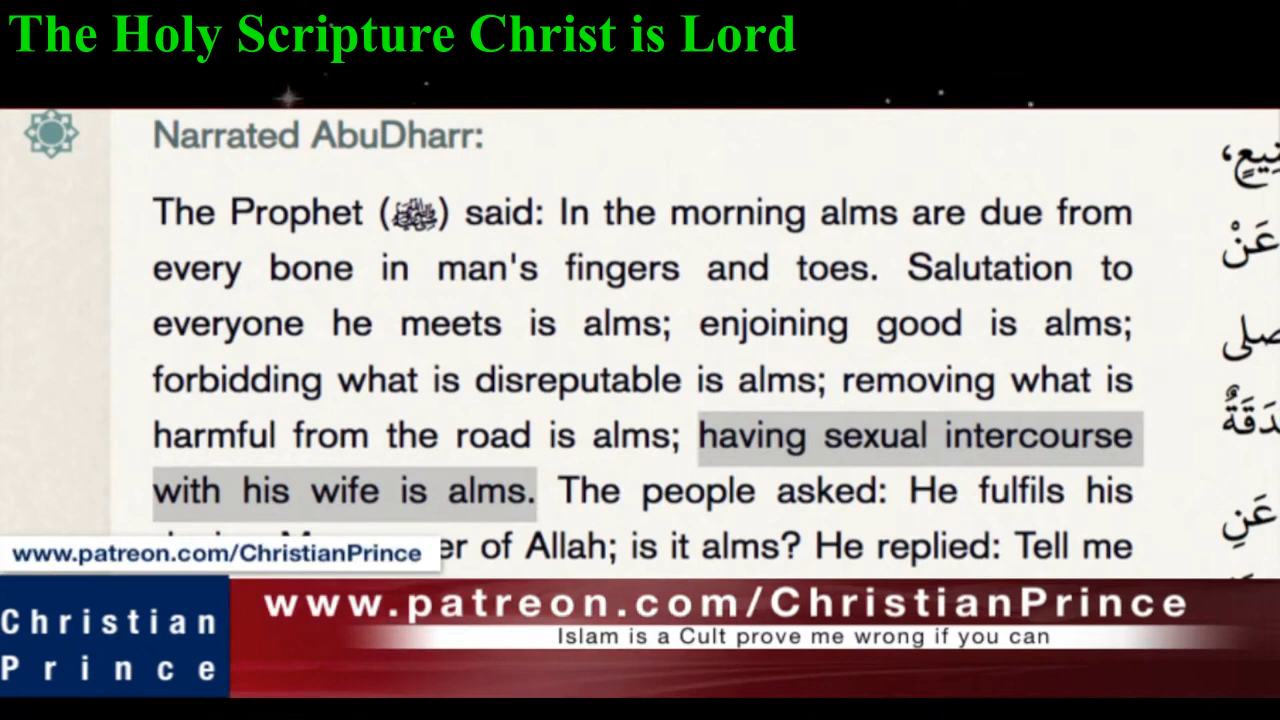 The Holy Scripture Christ is Lord
Narrated AbuDharr:
The Prophet (ﷺ) said: In the morning alms are due from
every bone in man's fingers and toes. Salutation to
everyone he meets is alms; enjoining good is alms;
forbidding what is disreputable is alms; removing what is
harmful from the road is alms; having sexual intercourse
with his wife is alms. The people asked: He fulfils his
er of Allah; is it alms? He replied: Tell me
عَنْ
عَنِ
www.patreon.com/ChristianPrince
Christian
Prince
www.patreon.com/ChristianPrince
Islam is a Cult prove me wrong if you can